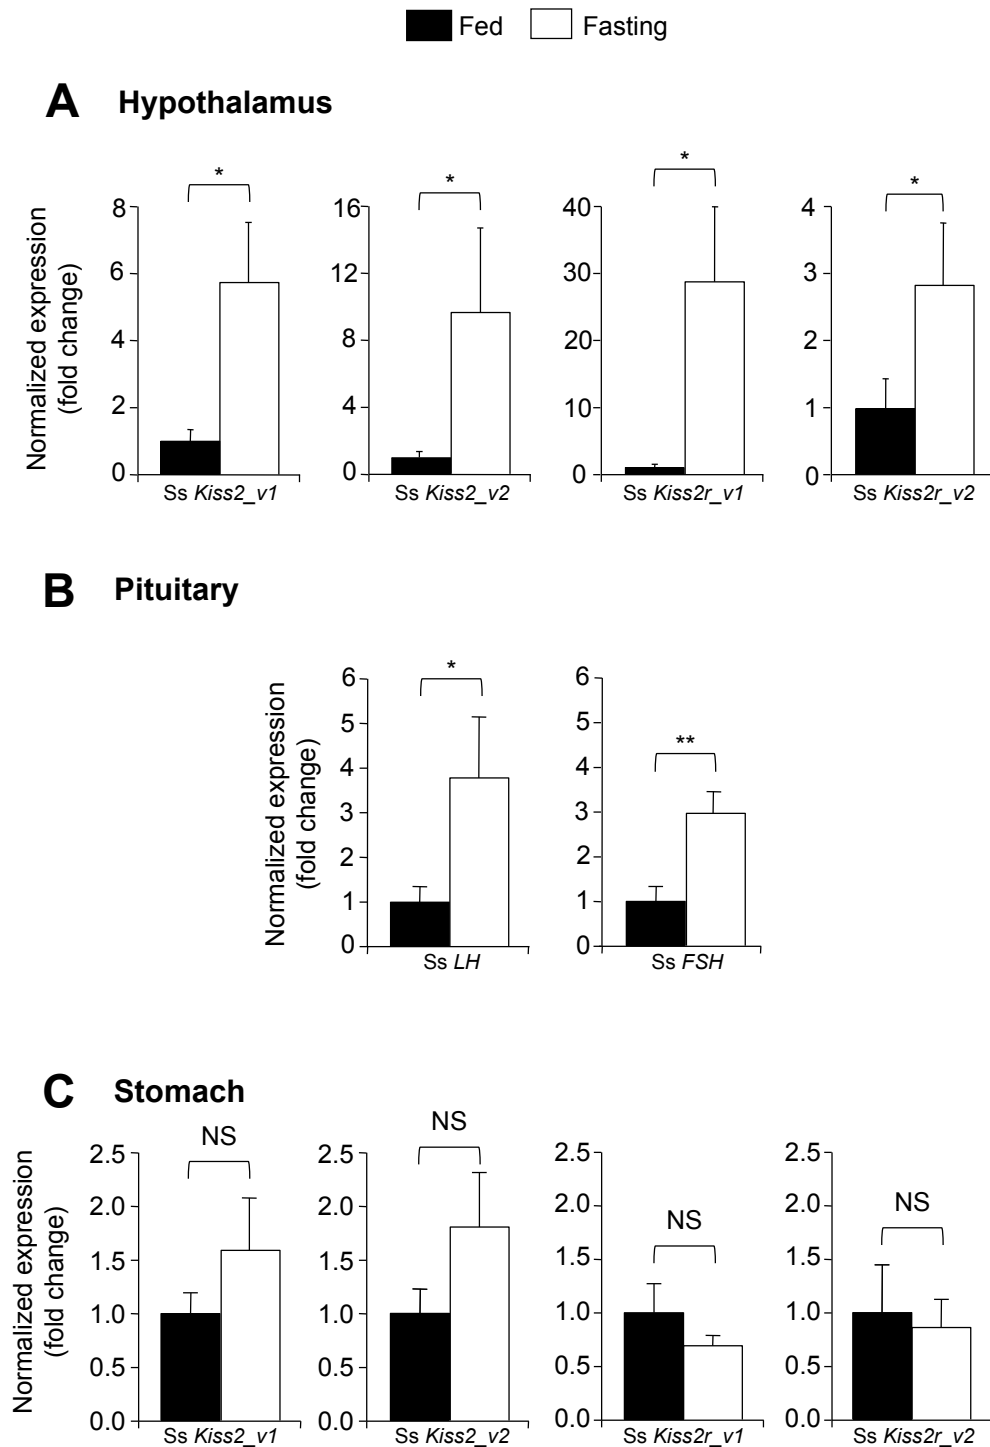 Fed Fasting
A Hypothalamus
* * * *
Normalized expression
(fold change)
8
6
4
2
0
Ss Kiss2_v1
16
12
8
4
0
Ss Kiss2_v2
40
30
20
10
0
Ss Kiss2r_v1
4
3
2
1
0
Ss Kiss2r_v2
B Pituitary
* **
Normalized expression
(fold change)
6
5
4
3
2
1
0
Ss LH
6
5
4
3
2
1
0
Ss FSH
C Stomach
NS NS NS NS
Normalized expression
(fold change)
2.5
2.0
1.5
1.0
0.5
0.0
Ss Kiss2_v1
2.5
2.0
1.5
1.0
0.5
0.0
Ss Kiss2_v2
2.5
2.0
1.5
1.0
0.5
0.0
Ss Kiss2r_v1
2.5
2.0
1.5
1.0
0.5
0.0
Ss Kiss2r_v2